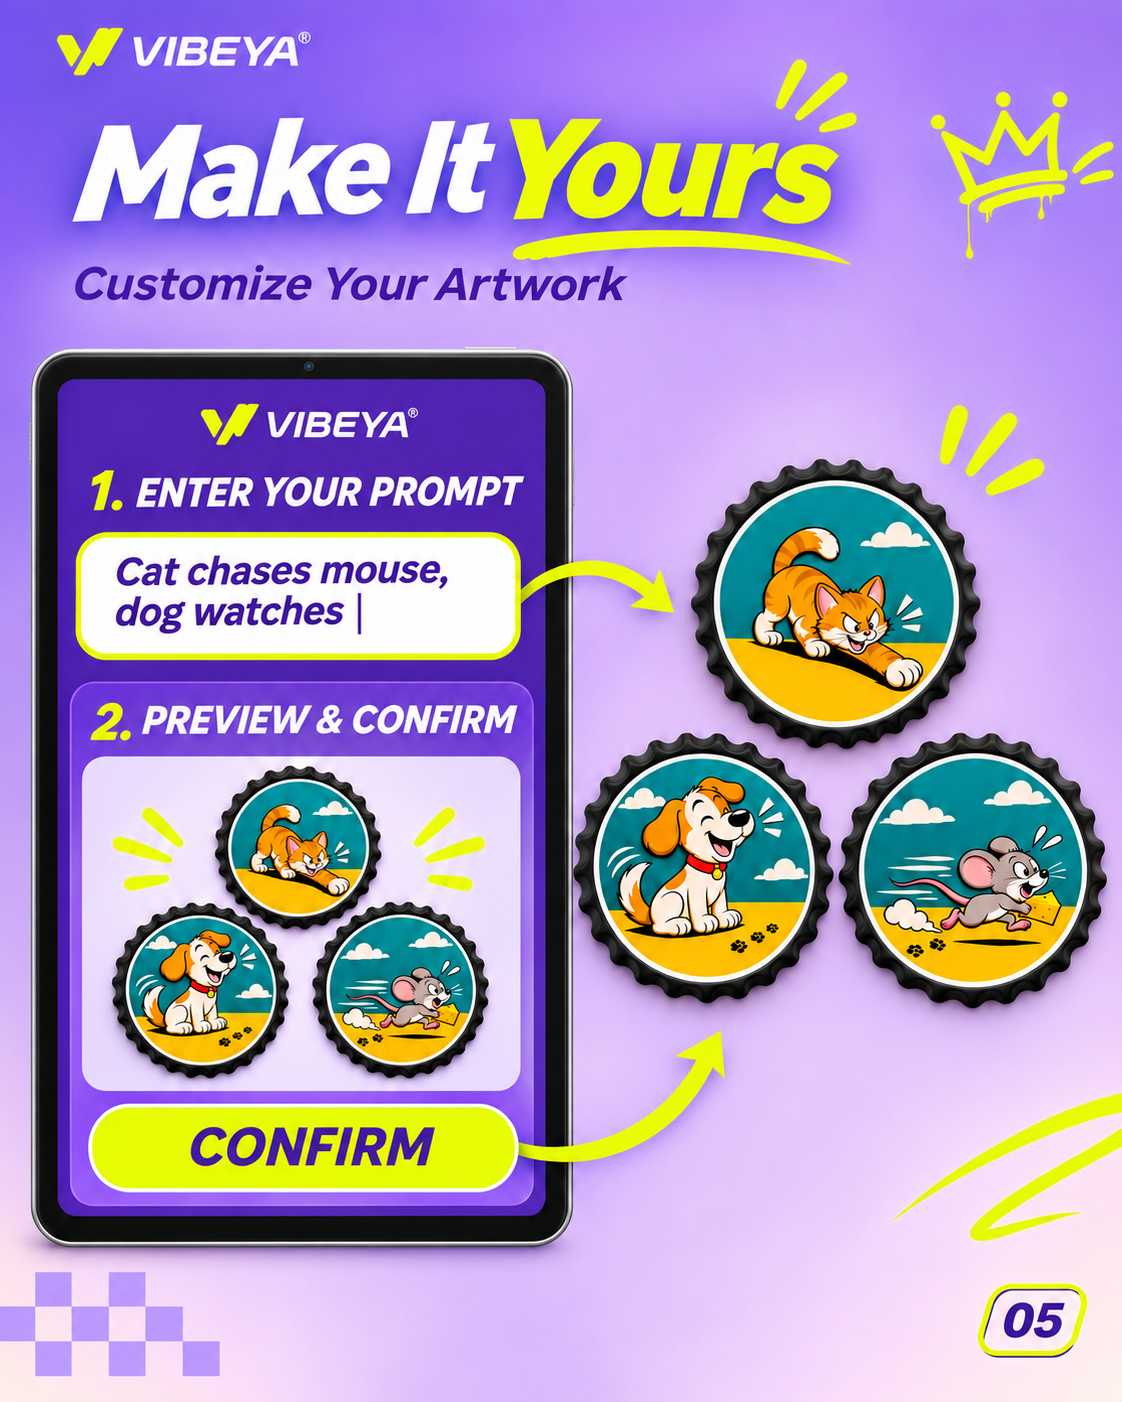 VIBEYA®
Make It Yours
Customize Your Artwork
VIBEYA®
1. ENTER YOUR PROMPT
Cat chases mouse,
dog watches |
2. PREVIEW & CONFIRM
CONFIRM
05